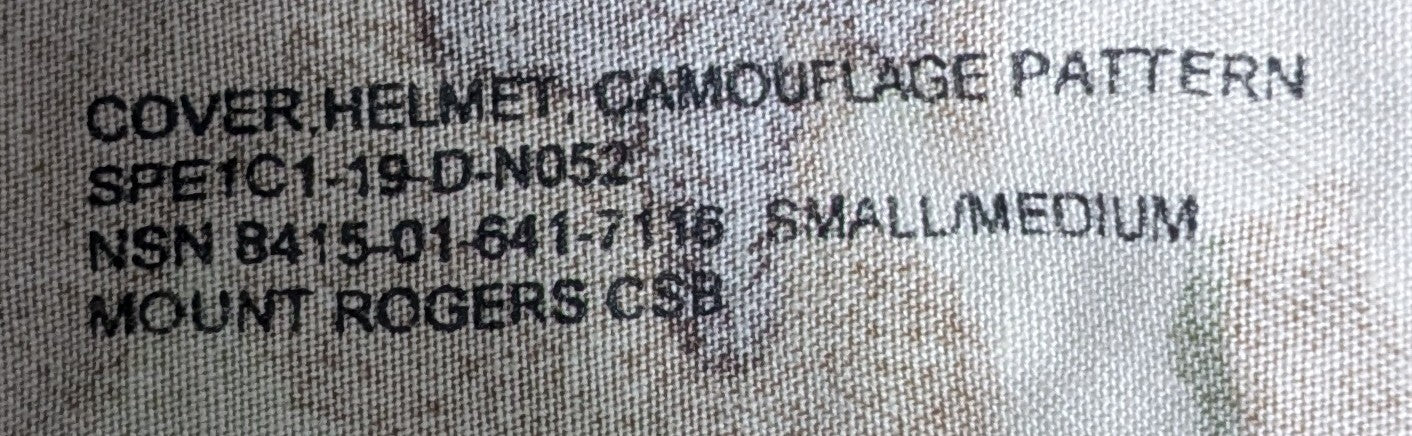 COVER,HELMET, CAMOUFLAGE PATTERN
SPE1C1-19-D-N052
NSN 8415-01-641-7116 SMALL/MEDIUM
MOUNT ROGERS CSB